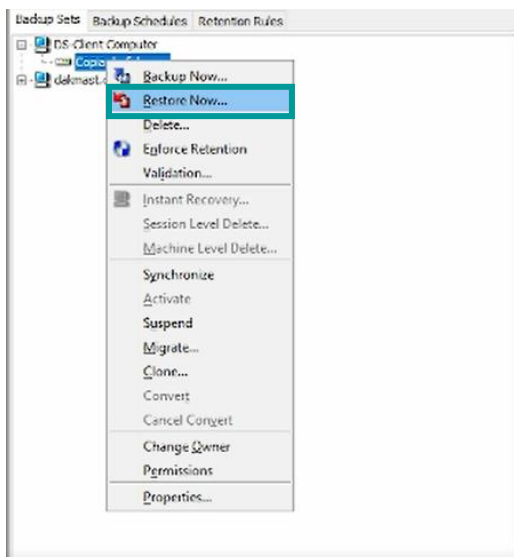 Backup Sets Backup Schedules Retention Rules
DS-Client Computer
dakmast.
Backup Now...
Restore Now...
Delete...
Enforce Retention
Validation...
Instant Recovery...
Session Level Delete...
Machine Level Delete...
Synchronize
Activate
Suspend
Migrate...
Clone...
Convert
Cancel Convert
Change Owner
Permissions
Properties...